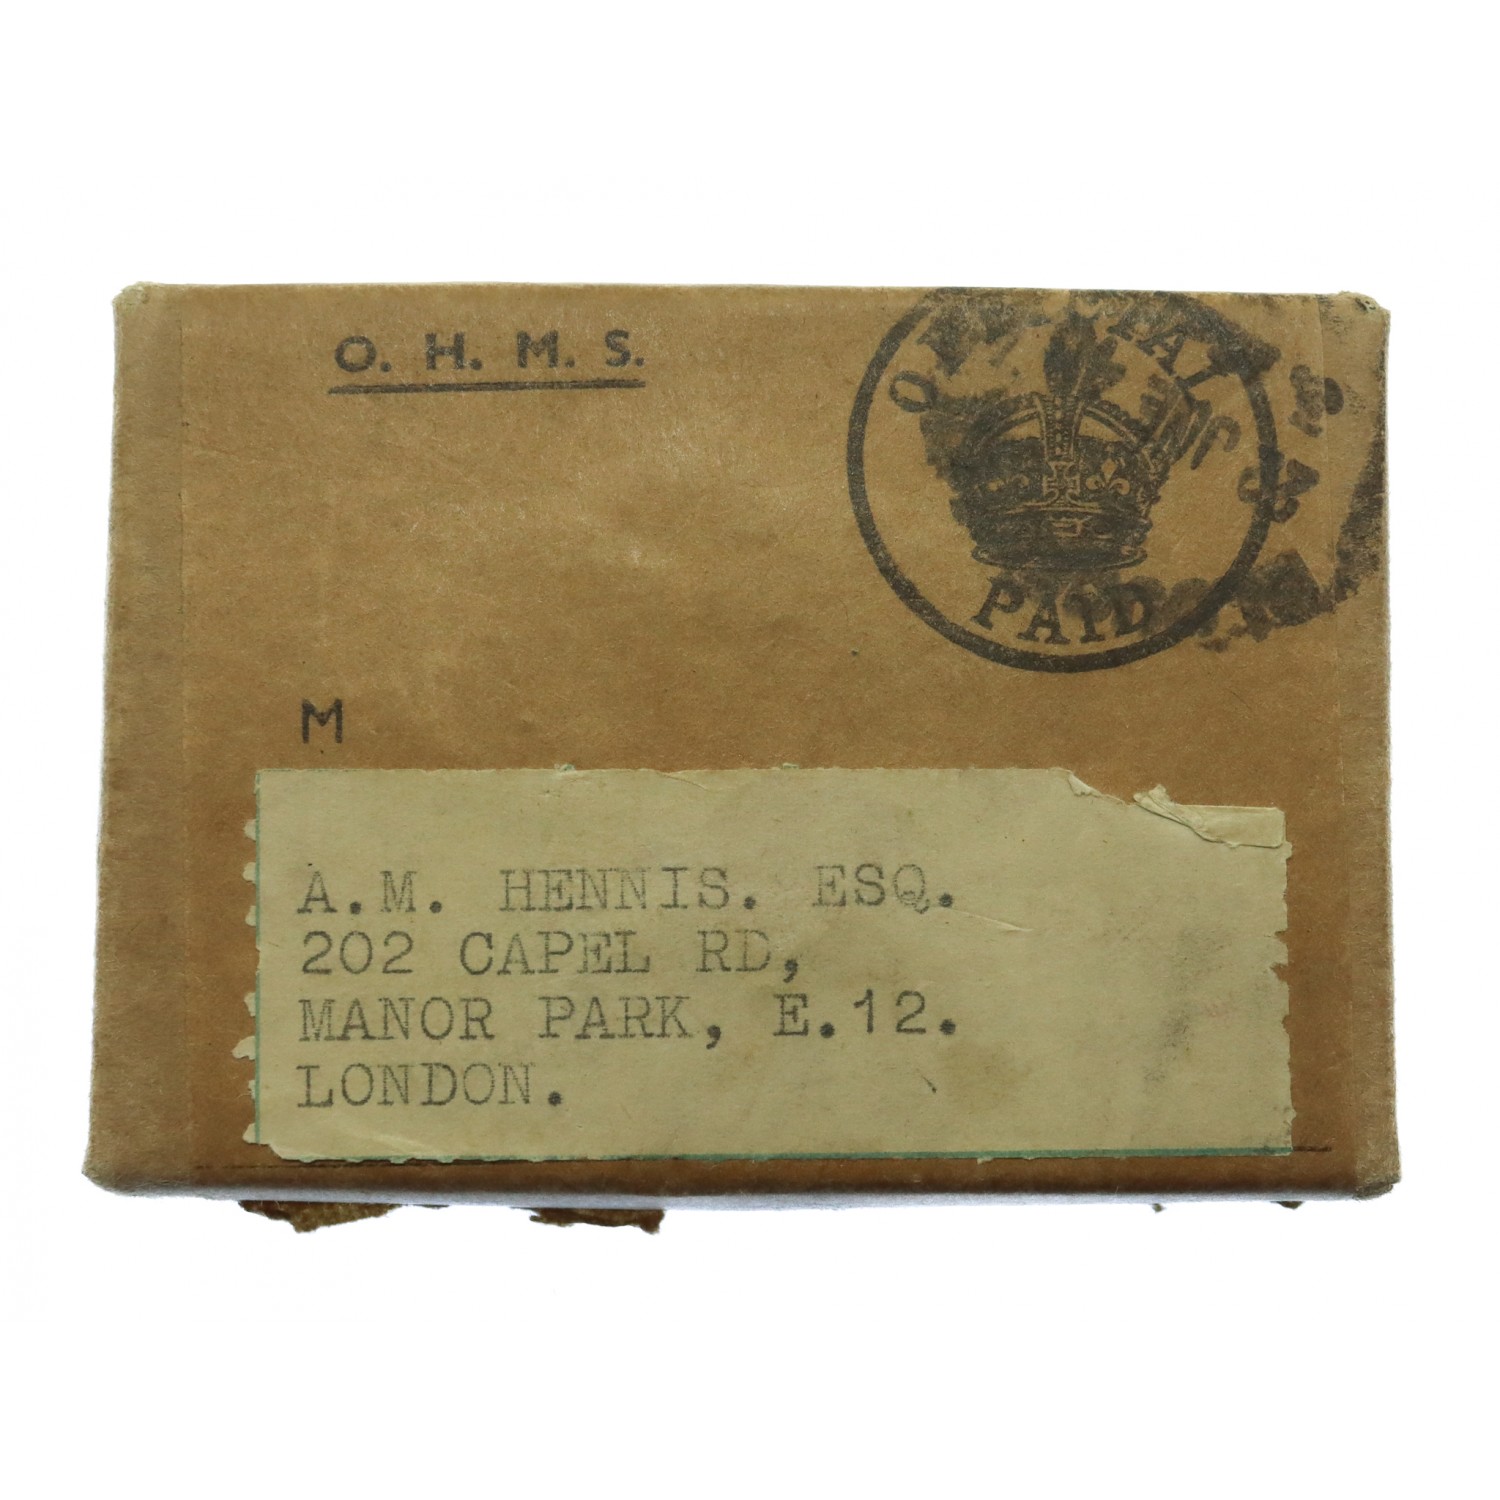 O. H. M. S.
OFFICIAL
PAID
M
A.M. HENNIS. ESQ.
202 CAPEL RD,
MANOR PARK, E.12.
LONDON.